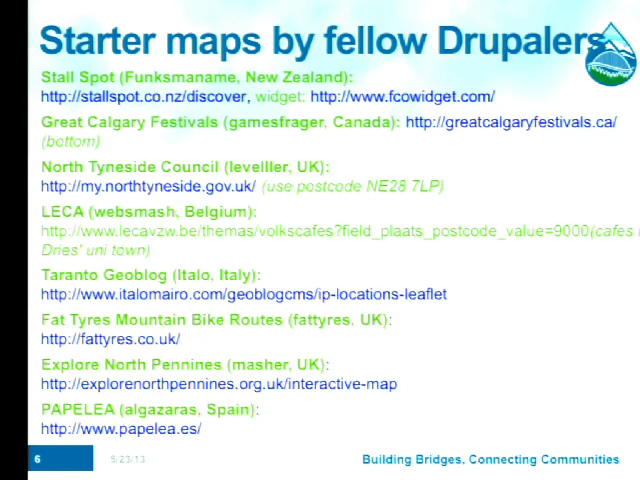 Starter maps by fellow Drupalers
Stall Spot (Funksmaname, New Zealand):
http://stallspot.co.nz/discover, widget: http://www.fcowidget.com/
Great Calgary Festivals (gamesfrager, Canada): http://greatcalgaryfestivals.ca/
(bottom)
North Tyneside Council (levelller, UK):
http://my.northtyneside.gov.uk/ (use postcode NE28 7LP)
LECA (websmash, Belgium):
http://www.lecavzw.be/themas/volkscafes?field_plaats_postcode_value=9000(cafes
Dries' uni town)
Taranto Geoblog (Italo, Italy):
http://www.italomairo.com/geoblogcms/ip-locations-leaflet
Fat Tyres Mountain Bike Routes (fattyres, UK):
http://fattyres.co.uk/
Explore North Pennines (masher, UK):
http://explorenorthpennines.org.uk/interactive-map
PAPELEA (algazaras, Spain):
http://www.papelea.es/
6 5/23/13 Building Bridges, Connecting Communities